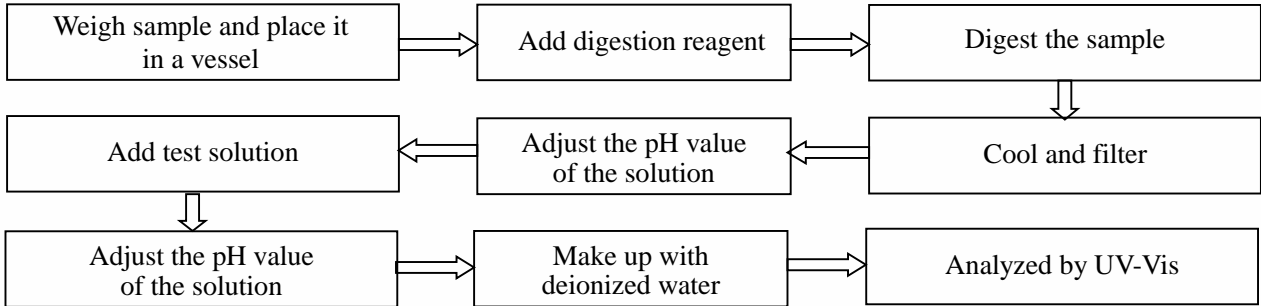 Weigh sample and place it
in a vessel
Add digestion reagent
Digest the sample
Cool and filter
Adjust the pH value
of the solution
Add test solution
Adjust the pH value
of the solution
Make up with
deionized water
Analyzed by UV-Vis